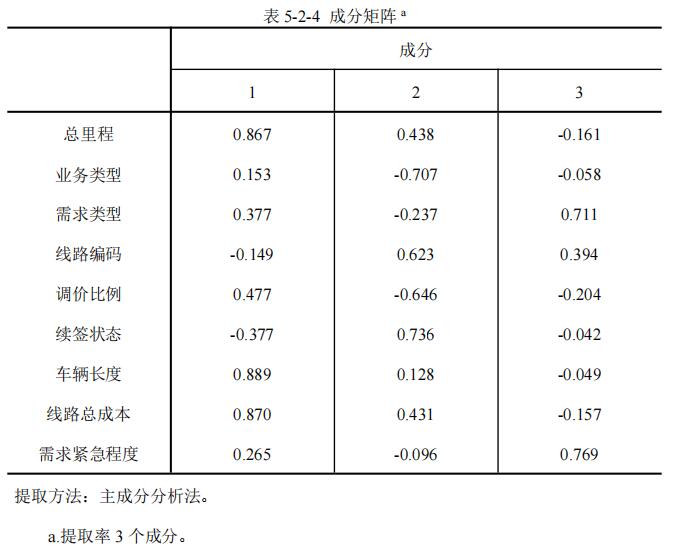 表 5-2-4 成分矩阵 a
成分
1 2 3
总里程 0.867 0.438 -0.161
业务类型 0.153 -0.707 -0.058
需求类型 0.377 -0.237 0.711
线路编码 -0.149 0.623 0.394
调价比例 0.477 -0.646 -0.204
续签状态 -0.377 0.736 -0.042
车辆长度 0.889 0.128 -0.049
线路总成本 0.870 0.431 -0.157
需求紧急程度 0.265 -0.096 0.769
提取方法：主成分分析法。
a.提取率 3 个成分。